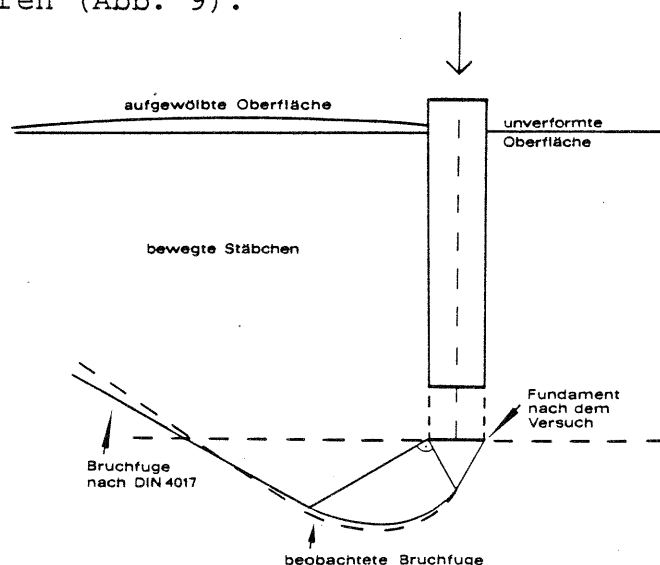 ren (Abb. 9).
aufgewölbte Oberfläche
unverformte
Oberfläche
bewegte Stäbchen
Fundament
nach dem
Versuch
Bruchfuge
nach DIN 4017
beobachtete Bruchfuge